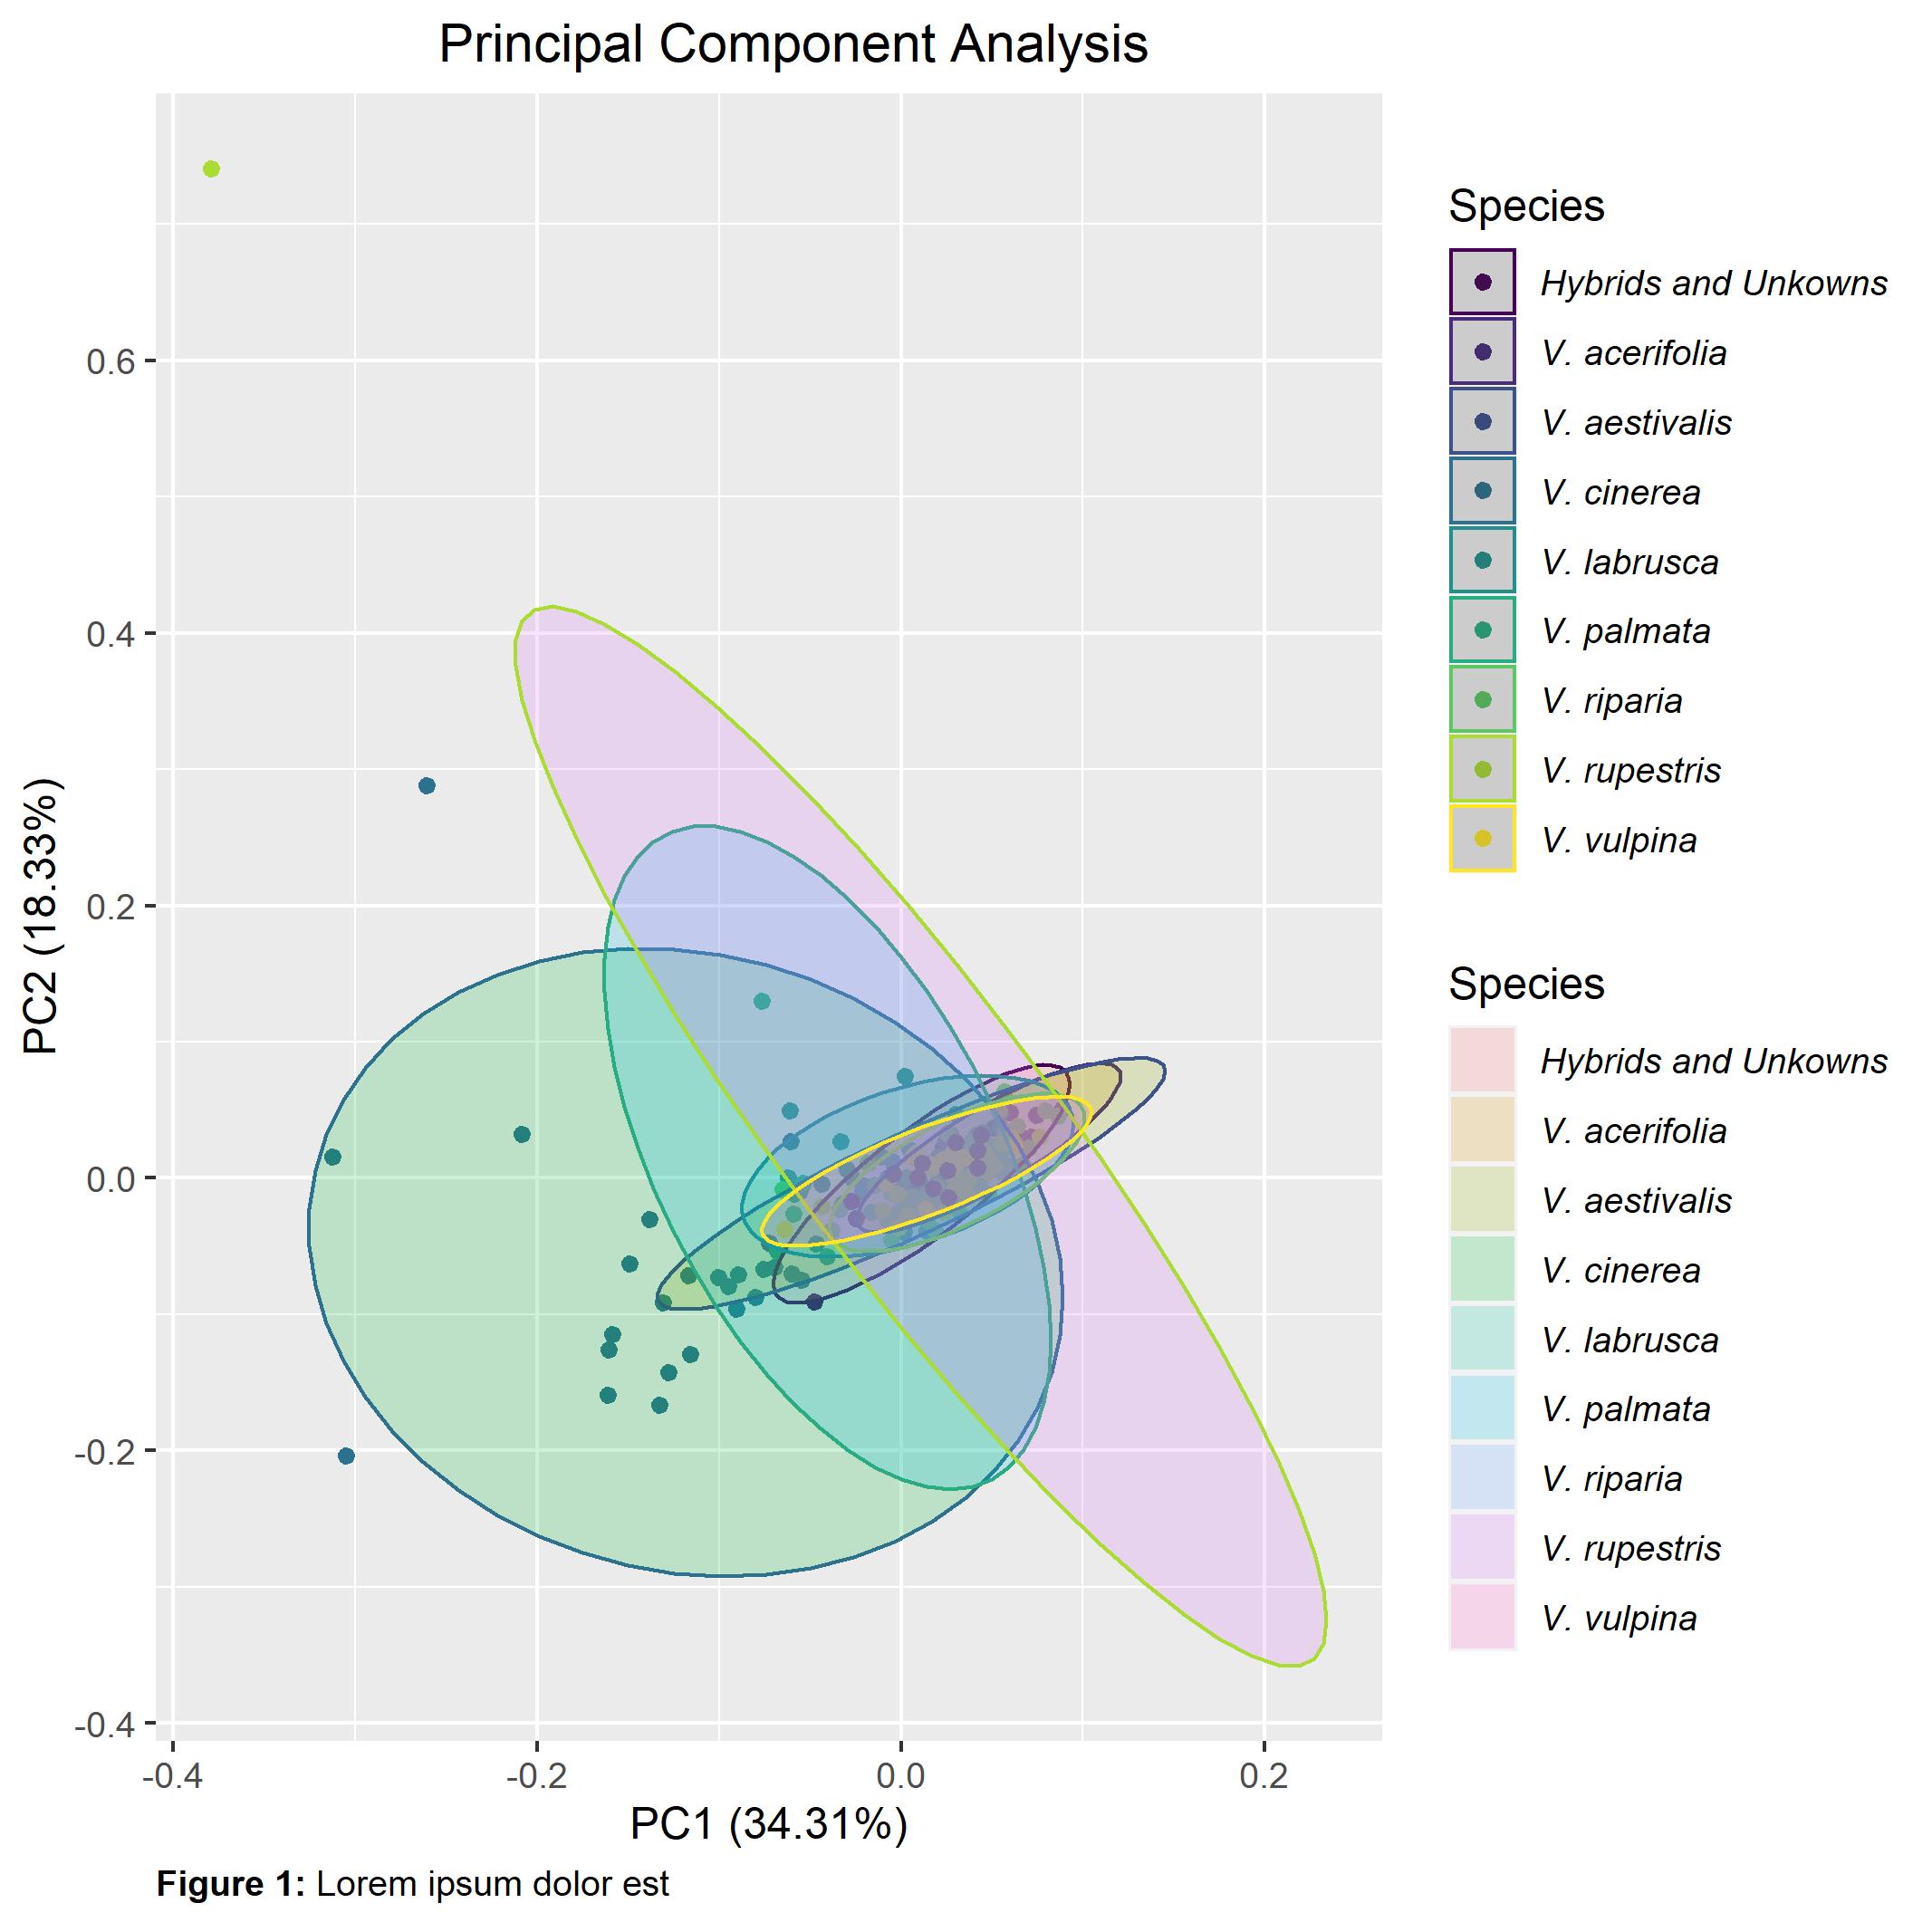 Principal Component Analysis
Species
Hybrids and Unkowns
V. acerifolia
V. aestivalis
V. cinerea
V. labrusca
V. palmata
V. riparia
V. rupestris
V. vulpina
Species
Hybrids and Unkowns
V. acerifolia
V. aestivalis
V. cinerea
V. labrusca
V. palmata
V. riparia
V. rupestris
V. vulpina
PC2 (18.33%)
0.6
0.4
0.2
0.0
-0.2
-0.4
-0.4
-0.2
0.0
0.2
PC1 (34.31%)
Figure 1: Lorem ipsum dolor est